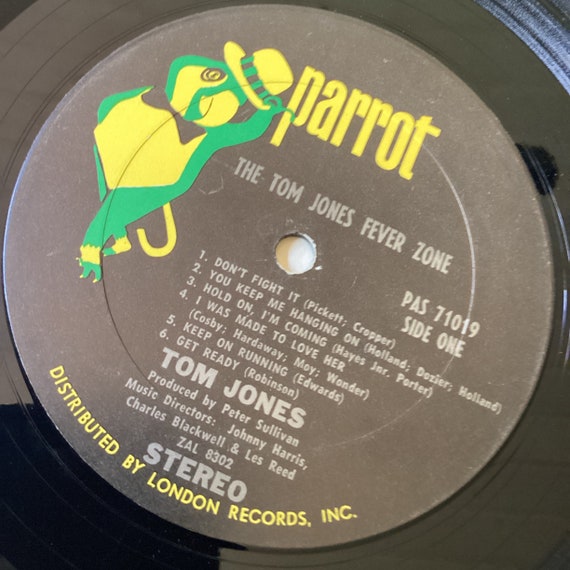 parrot
THE TOM JONES FEVER ZONE
PAS 71019
SIDE ONE
1. DON'T FIGHT IT (Pickett; Cropper)
2. YOU KEEP ME HANGING ON (Holland; Dozier; Holland)
3. HOLD ON, I'M COMING (Hayes Jnr. Porter)
4. I WAS MADE TO LOVE HER
(Cosby; Hardaway; Moy; Wonder)
5. KEEP ON RUNNING (Edwards)
6. GET READY (Robinson)
TOM JONES
Produced by Peter Sullivan
Music Directors: Johnny Harris,
Charles Blackwell & Les Reed
ZAL 8302
STEREO
DISTRIBUTED BY LONDON RECORDS, INC.